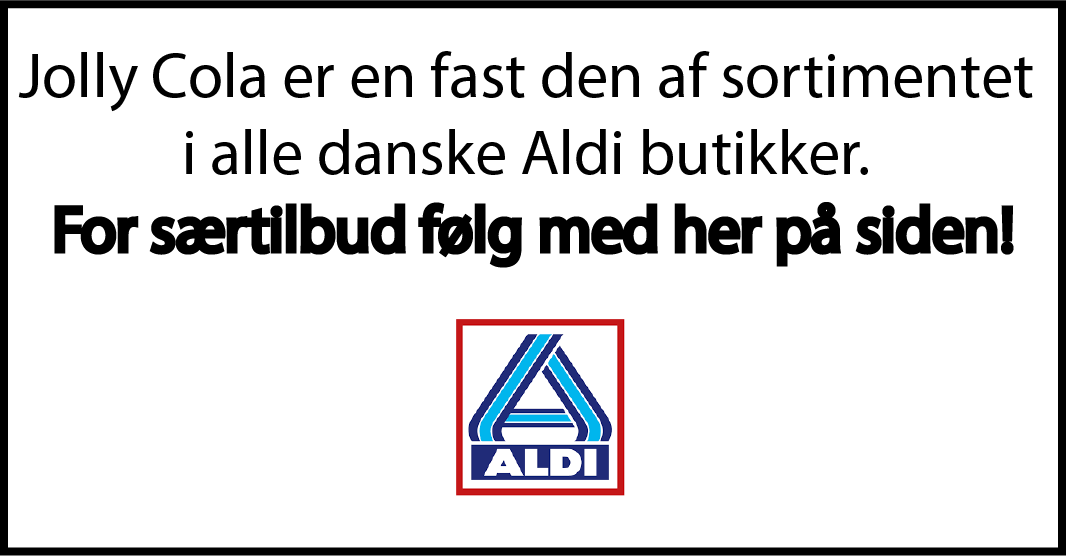 Jolly Cola er en fast den af sortimentet
i alle danske Aldi butikker.
For særtilbud følg med her på siden!
ALDI